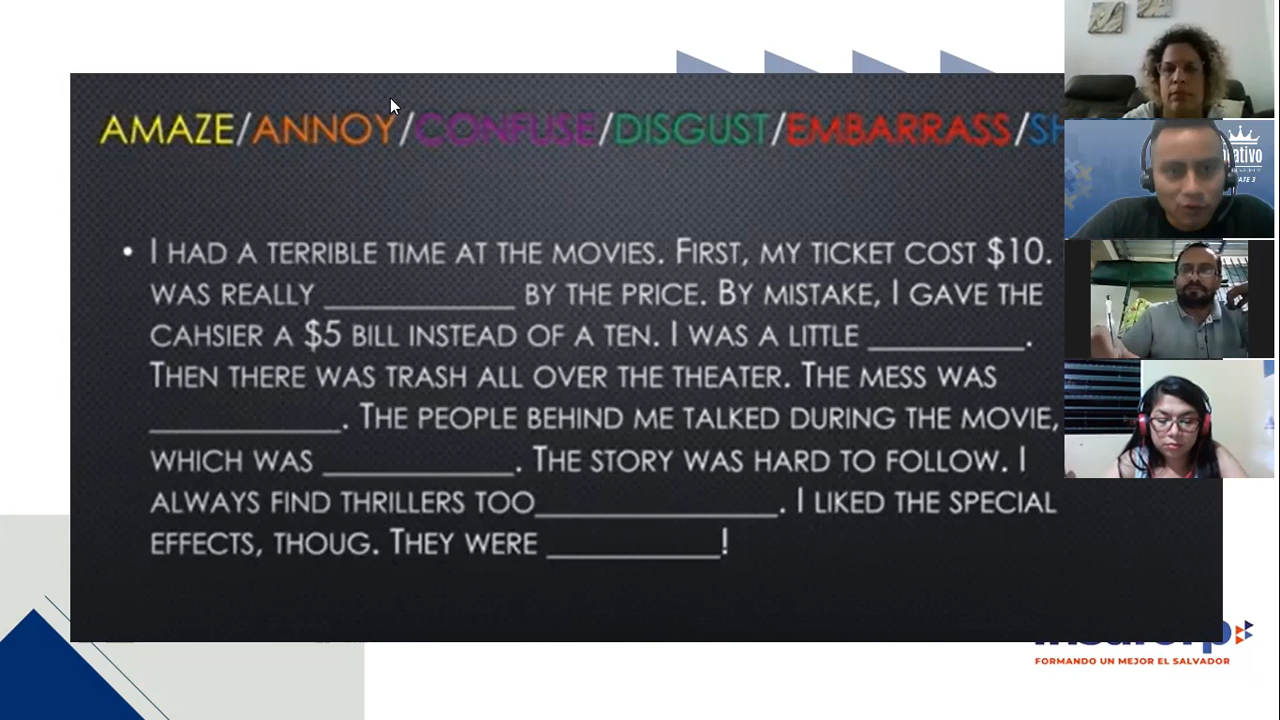 AMAZE/ANNOY/CONFUSE/DISGUST/EMBARRASS/SH
• I HAD A TERRIBLE TIME AT THE MOVIES. FIRST, MY TICKET COST $10.
WAS REALLY ____________ BY THE PRICE. BY MISTAKE, I GAVE THE
CAHSIER A $5 BILL INSTEAD OF A TEN. I WAS A LITTLE __________.
THEN THERE WAS TRASH ALL OVER THE THEATER. THE MESS WAS
____________. THE PEOPLE BEHIND ME TALKED DURING THE MOVIE,
WHICH WAS ____________. THE STORY WAS HARD TO FOLLOW. I
ALWAYS FIND THRILLERS TOO_______________. I LIKED THE SPECIAL
EFFECTS, THOUG. THEY WERE ___________!
FORMANDO UN MEJOR EL SALVADOR